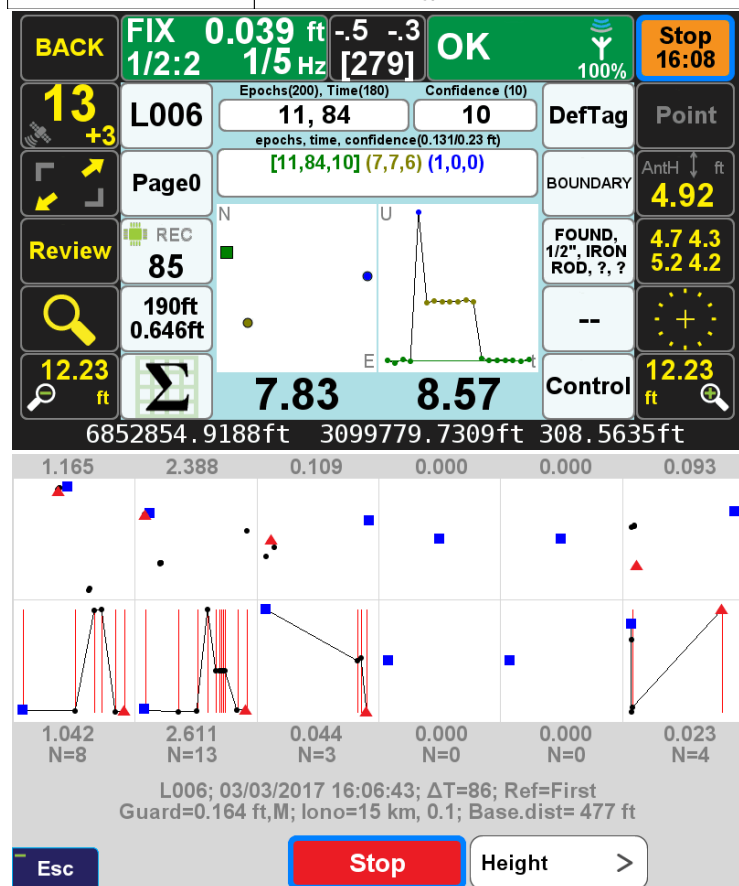 BACK
FIX 0.039 ft
1/2:2 1/5 Hz
-.5 -.3
[279]
OK
100%
Stop
16:08
13
+3
L006
Epochs(200), Time(180)
11, 84
Confidence (10)
10
DefTag
Point
epochs, time, confidence(0.131/0.23 ft)
[11,84,10] (7,7,6) (1,0,0)
Page0
BOUNDARY
AntH ft
4.92
Review
REC
85
N
U
E
t
FOUND,
1/2", IRON
ROD, ?, ?
4.7 4.3
5.2 4.2
190ft
0.646ft
--
12.23
ft
Σ
7.83
8.57
Control
12.23
ft
6852854.9188ft 3099779.7309ft 308.5635ft
1.165 2.388 0.109 0.000 0.000 0.093
1.042 2.611 0.044 0.000 0.000 0.023
N=8 N=13 N=3 N=0 N=0 N=4
L006; 03/03/2017 16:06:43; ΔT=86; Ref=First
Guard=0.164 ft,M; Iono=15 km, 0.1; Base.dist= 477 ft
Esc
Stop
Height >